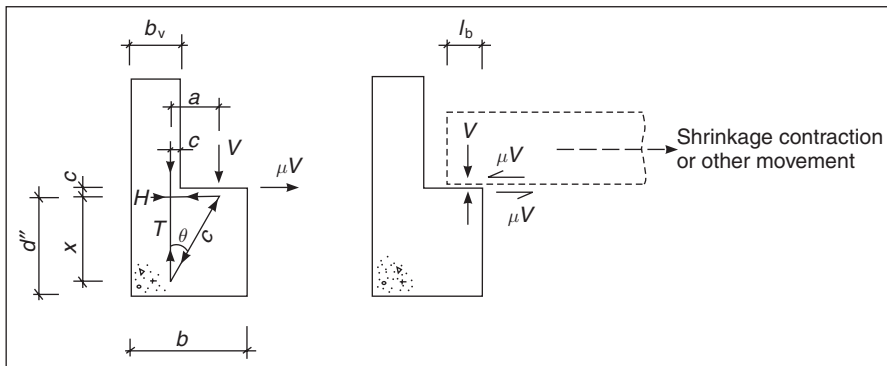 b_v
l_b
a
c
V
V
Shrinkage contraction
or other movement
μV
μV
c
H
μV
d″
x
T
θ
c
b